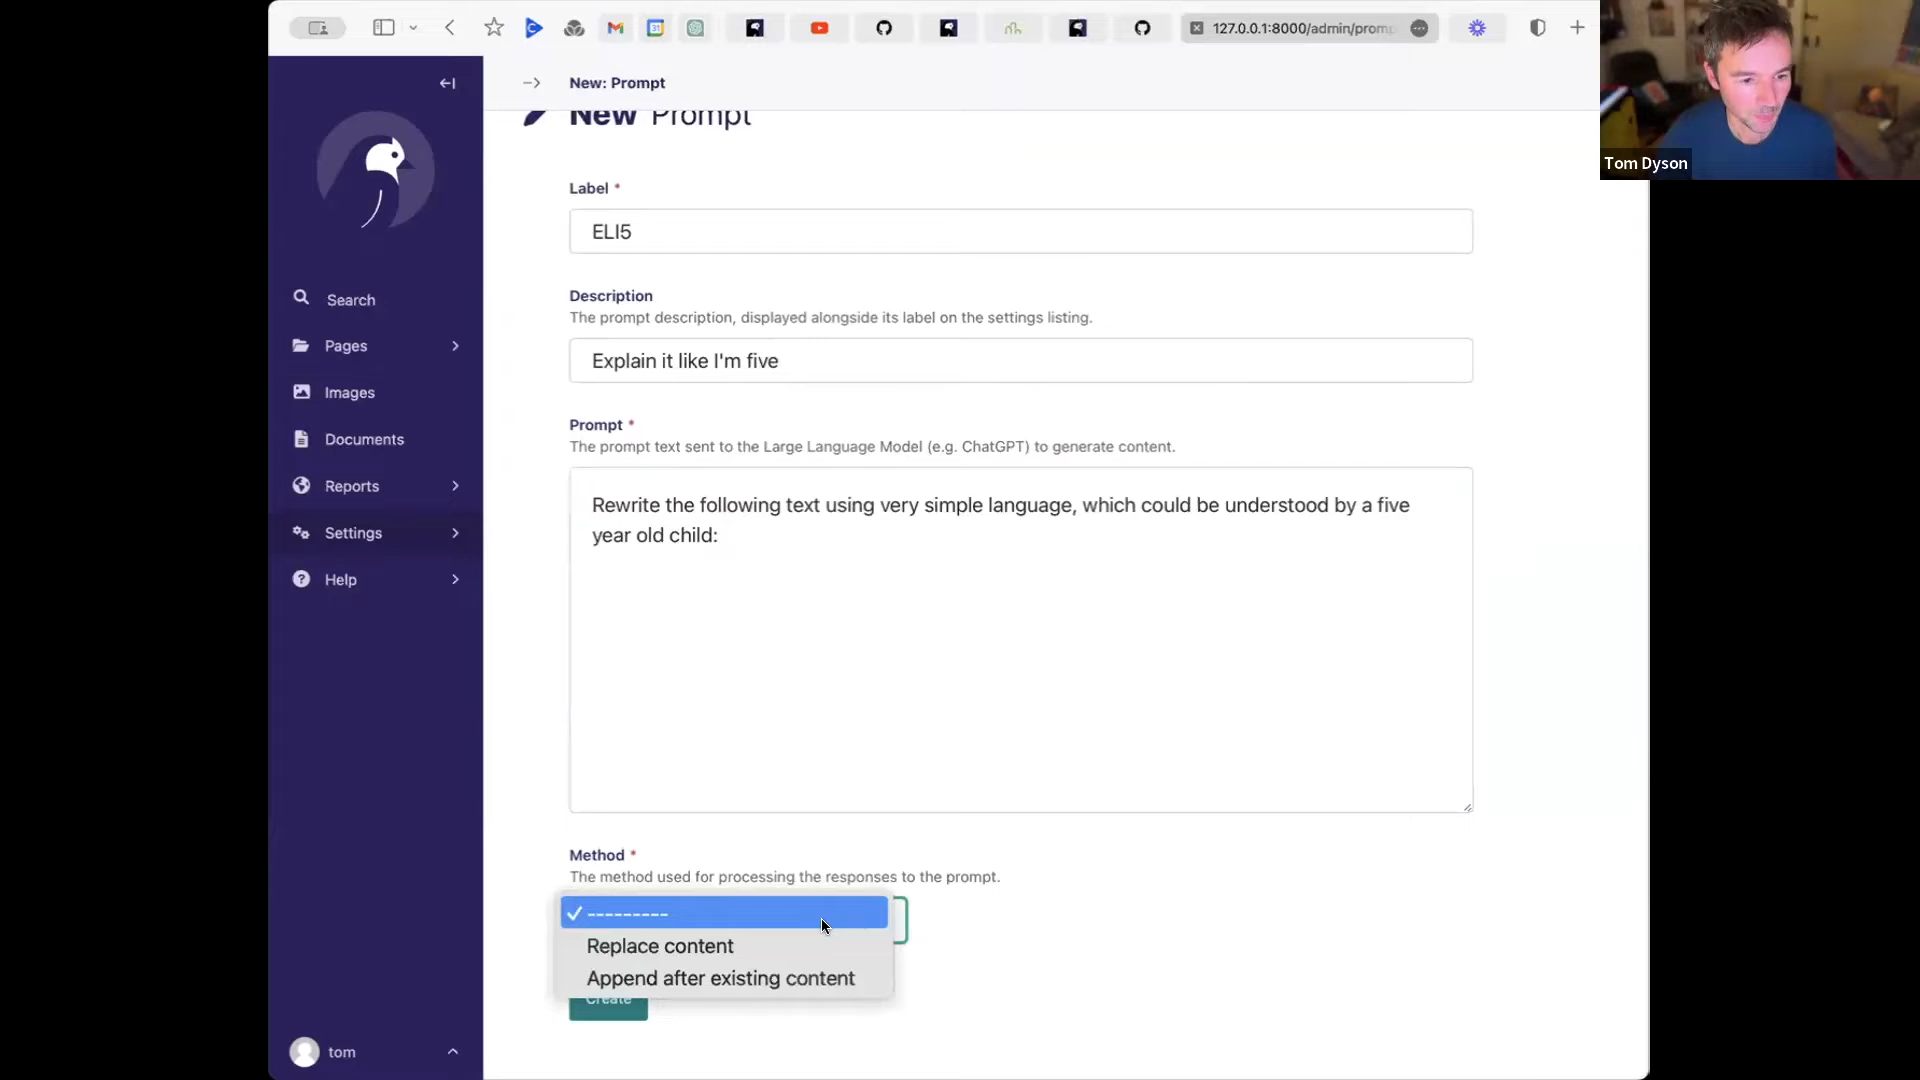 127.0.0.1:8000/admin/prom
New: Prompt
New Prompt
Tom Dyson
Search
Pages
Images
Documents
Reports
Settings
Help
tom
Label *
ELI5
Description
The prompt description, displayed alongside its label on the settings listing.
Explain it like I'm five
Prompt *
The prompt text sent to the Large Language Model (e.g. ChatGPT) to generate content.
Rewrite the following text using very simple language, which could be understood by a five
year old child:
Method *
The method used for processing the responses to the prompt.
---------
Replace content
Append after existing content
Create